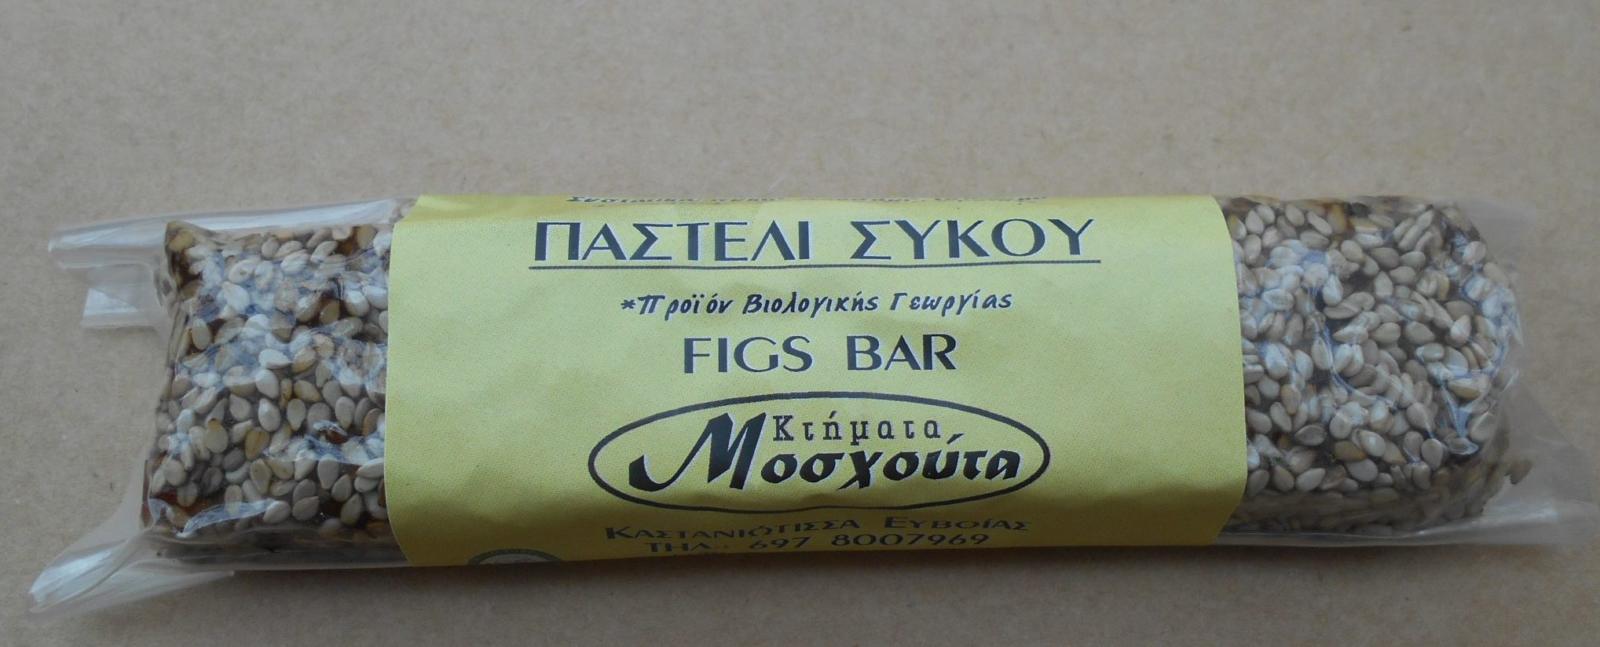 ΠΑΣΤΕΛΙ ΣΥΚΟΥ
*Προϊόν Βιολογικής Γεωργίας
FIGS BAR
Κτήματα
Μοσχούτα
ΚΑΣΤΑΝΙΩΤΙΣΣΑ ΕΥΒΟΙΑΣ
ΤΗΛ.: 697 8007969